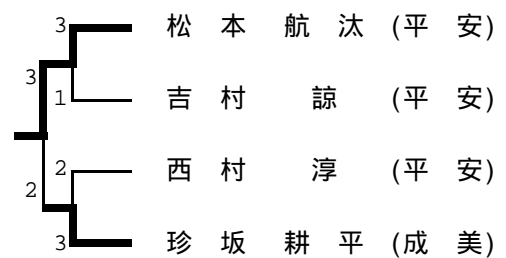 3 松 本 航 汰 (平 安)
3
1 吉 村 諒 (平 安)
2 西 村 淳 (平 安)
2
3 珍 坂 耕 平 (成 美)